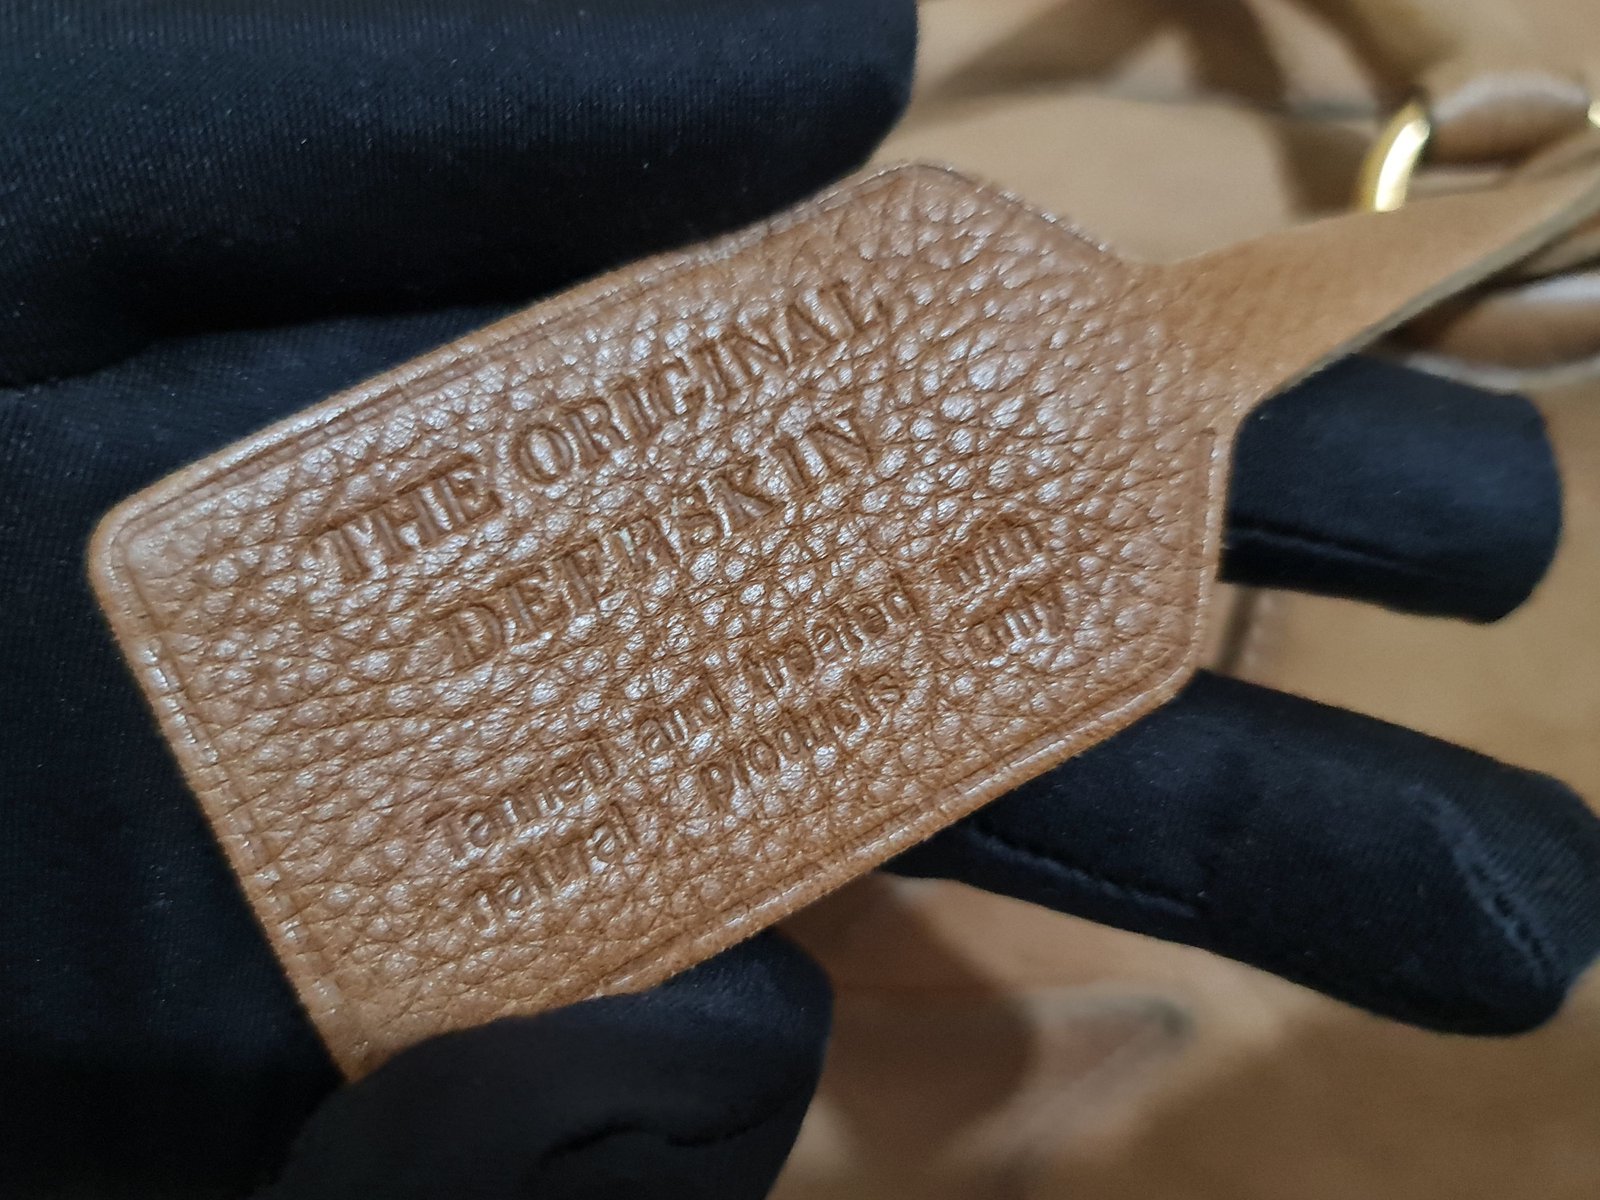 THE ORIGINAL
DEERSKIN
Tanned and treated with
natural products only